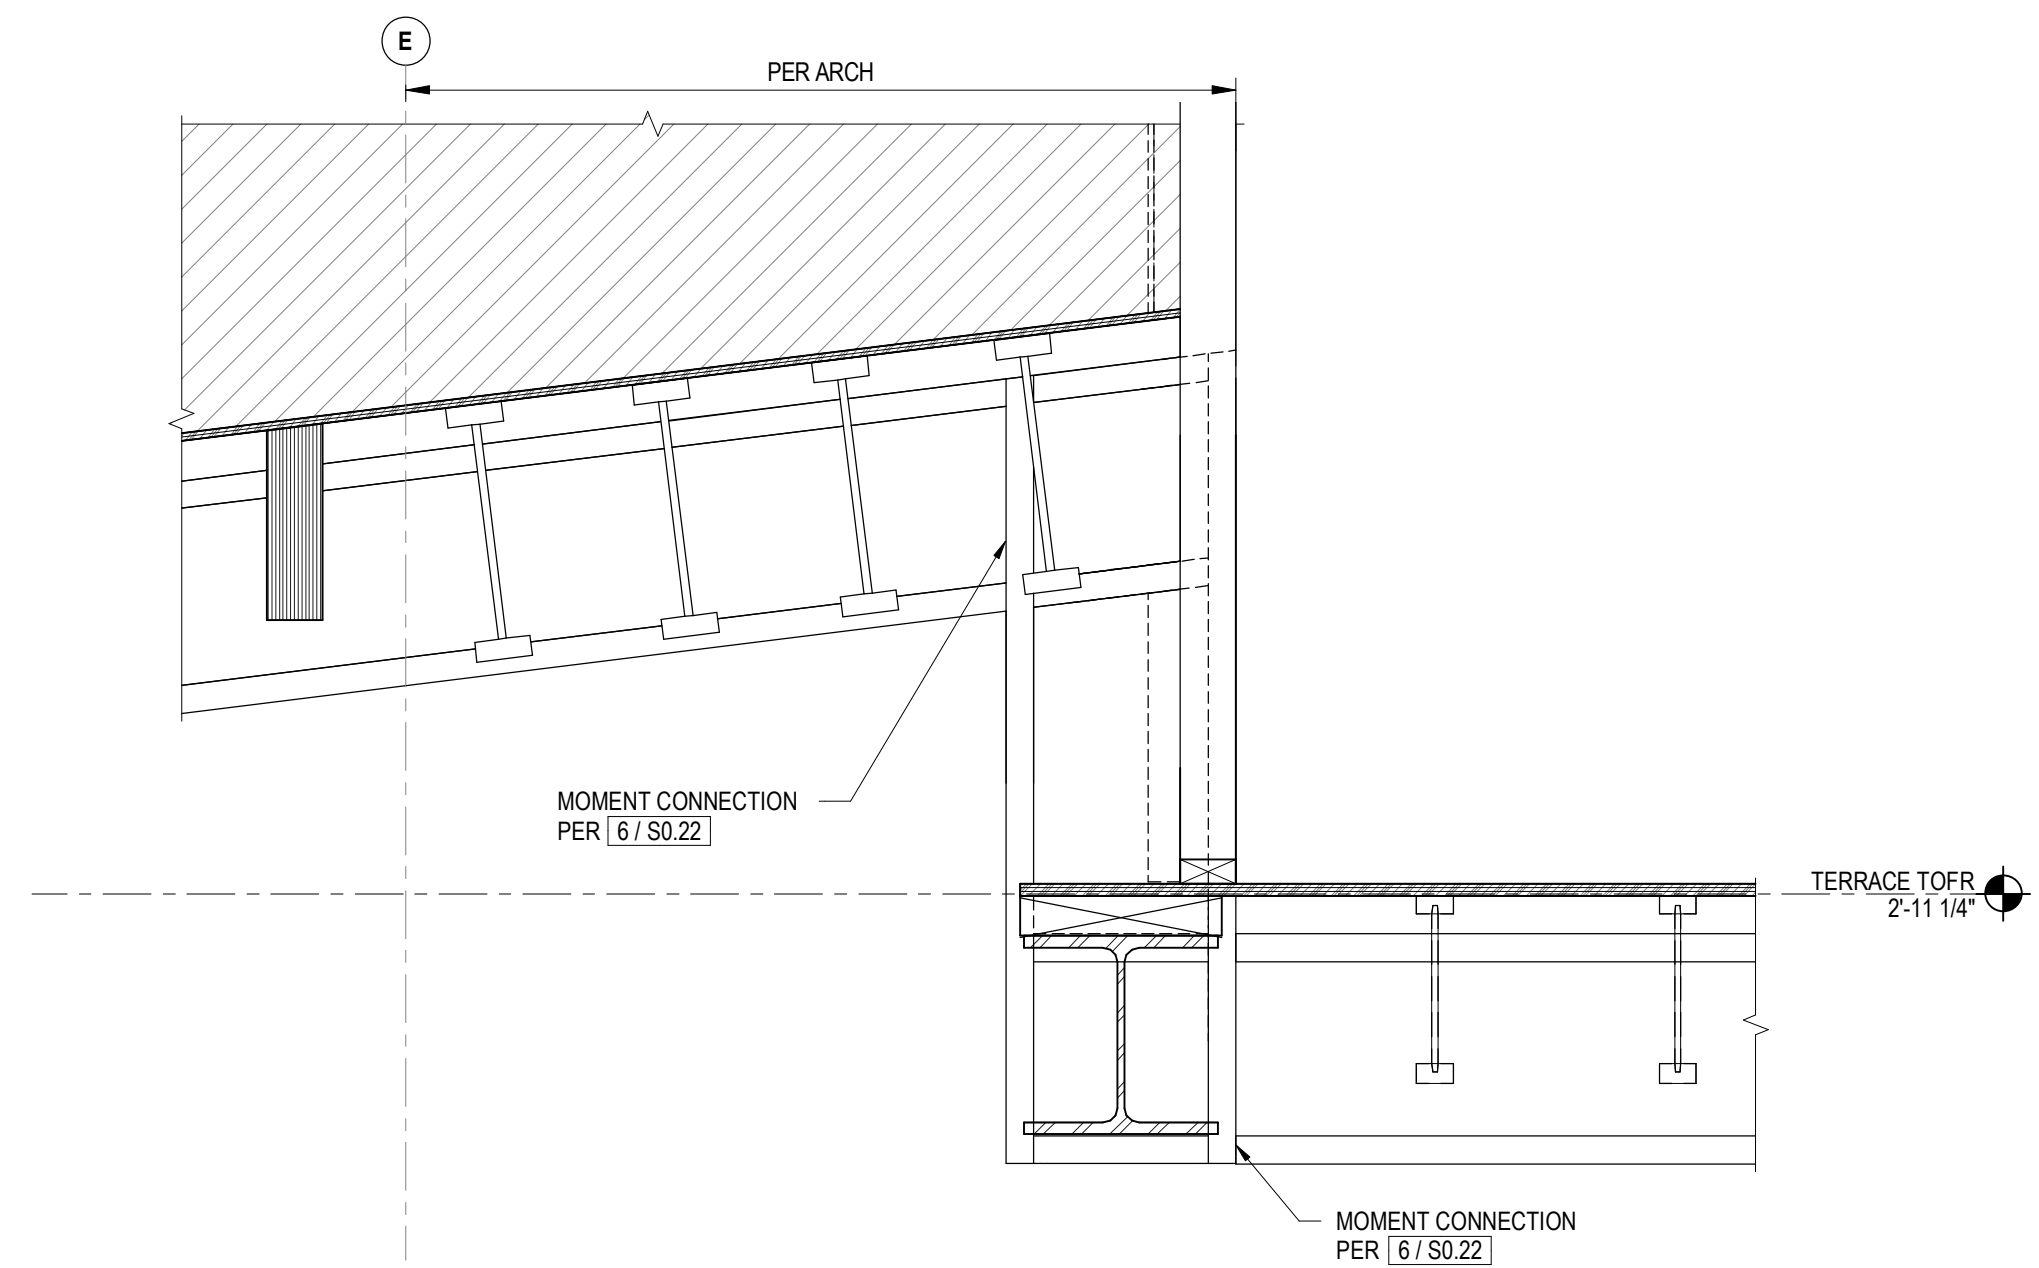 E
PER ARCH
MOMENT CONNECTION
PER 6 / S0.22
TERRACE TOFR
2'-11 1/4"
MOMENT CONNECTION
PER 6 / S0.22